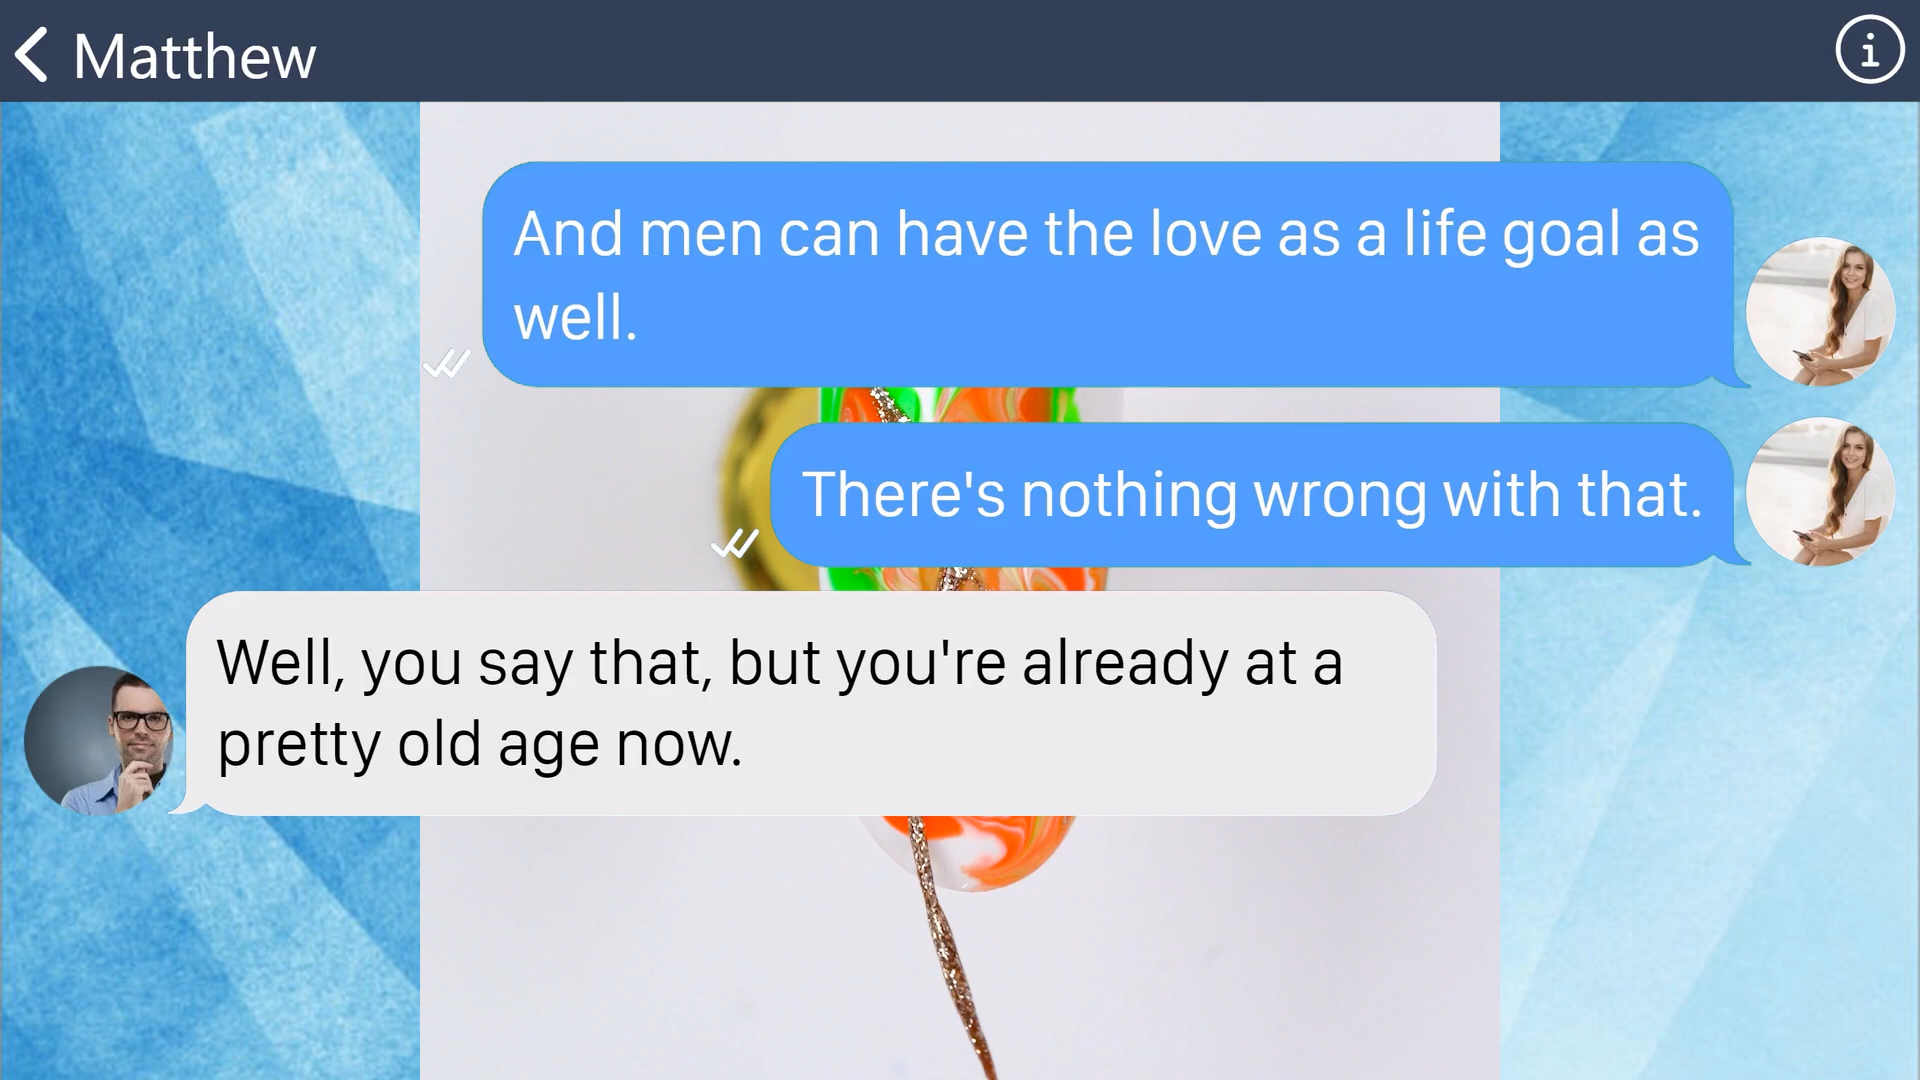 Matthew
And men can have the love as a life goal as
well.
There's nothing wrong with that.
Well, you say that, but you're already at a
pretty old age now.